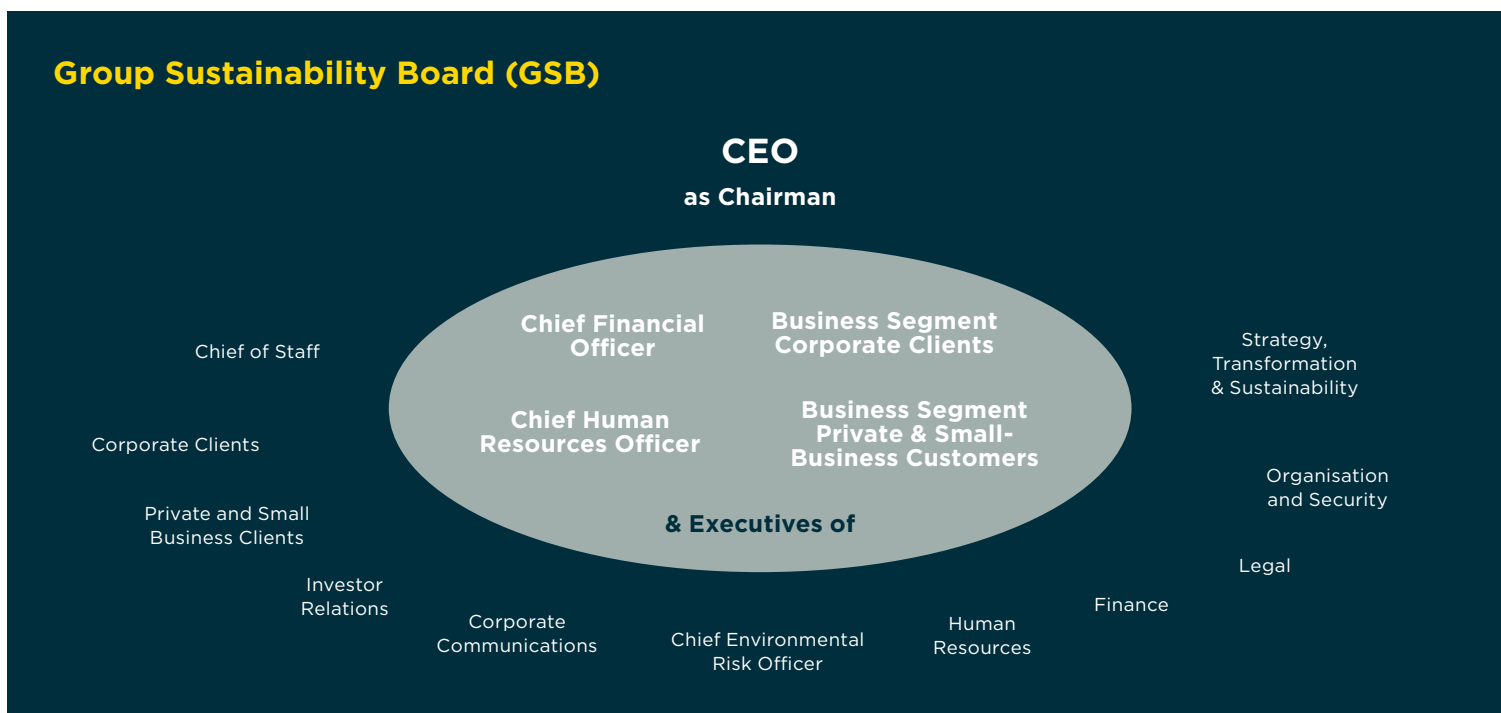 Group Sustainability Board (GSB)
CEO
as Chairman
Chief Financial
Officer
Business Segment
Corporate Clients
Chief Human
Resources Officer
Business Segment
Private & Small-
Business Customers
& Executives of
Chief of Staff
Corporate Clients
Private and Small
Business Clients
Investor
Relations
Corporate
Communications
Chief Environmental
Risk Officer
Human
Resources
Finance
Legal
Organisation
and Security
Strategy,
Transformation
& Sustainability